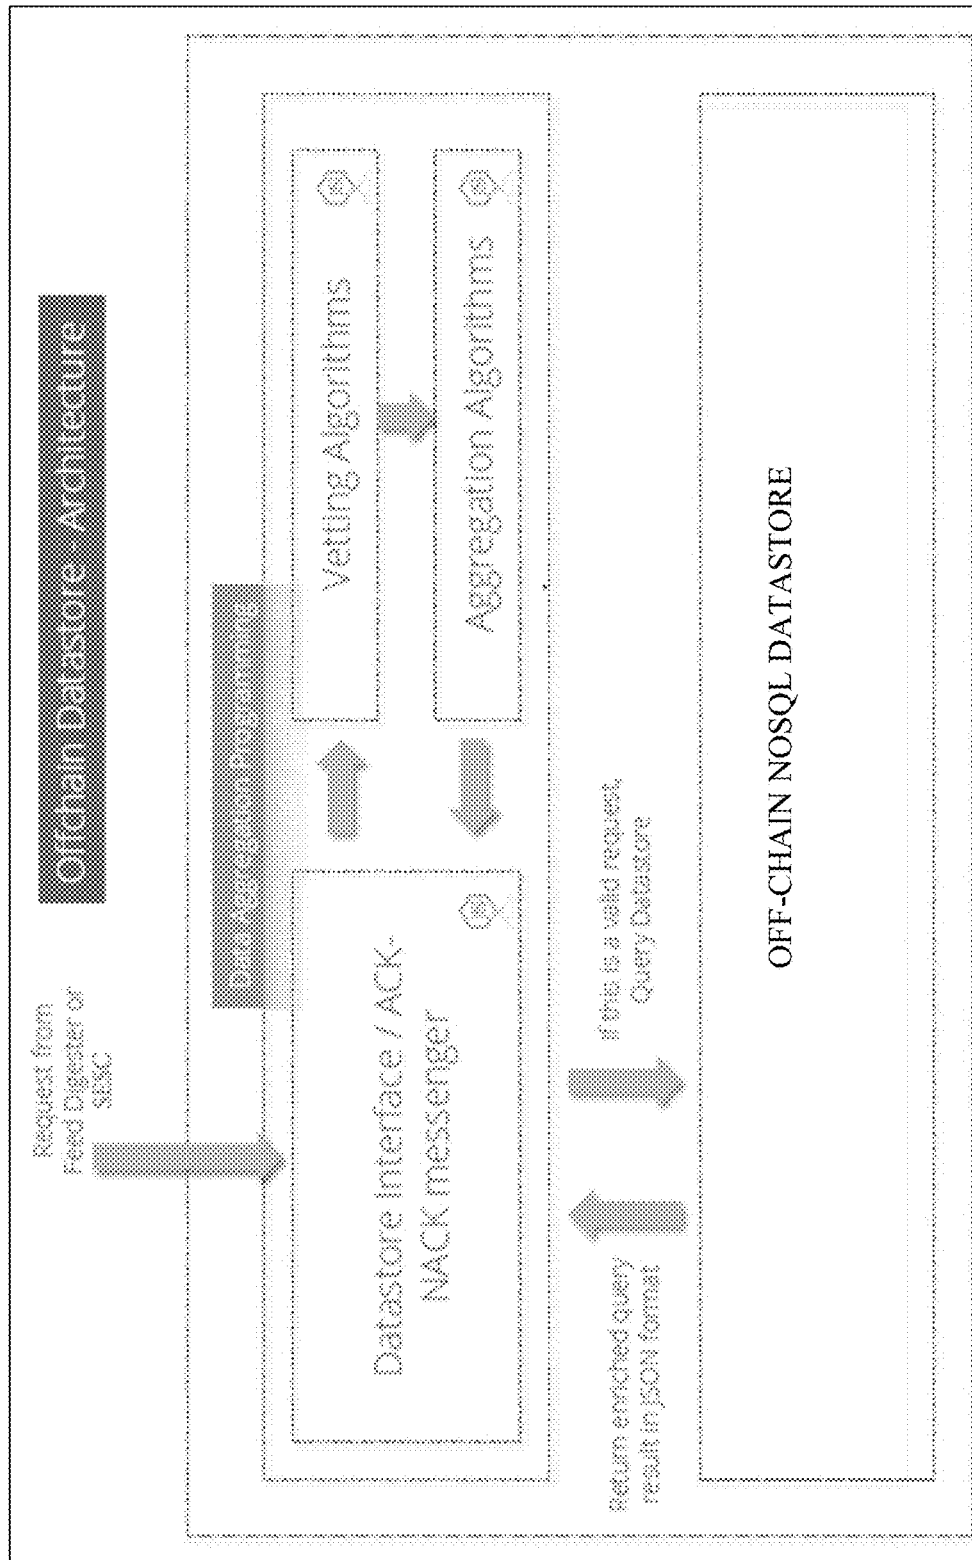 Offchain Datastore - Architecture
Request from
Feed Digester or
SESC
Datastore Interface / ACK-
NACK messenger
Vetting Algorithms
Aggregation Algorithms
Return enriched query
result in JSON format
If this is a valid request,
Query Datastore
OFF-CHAIN NOSQL DATASTORE